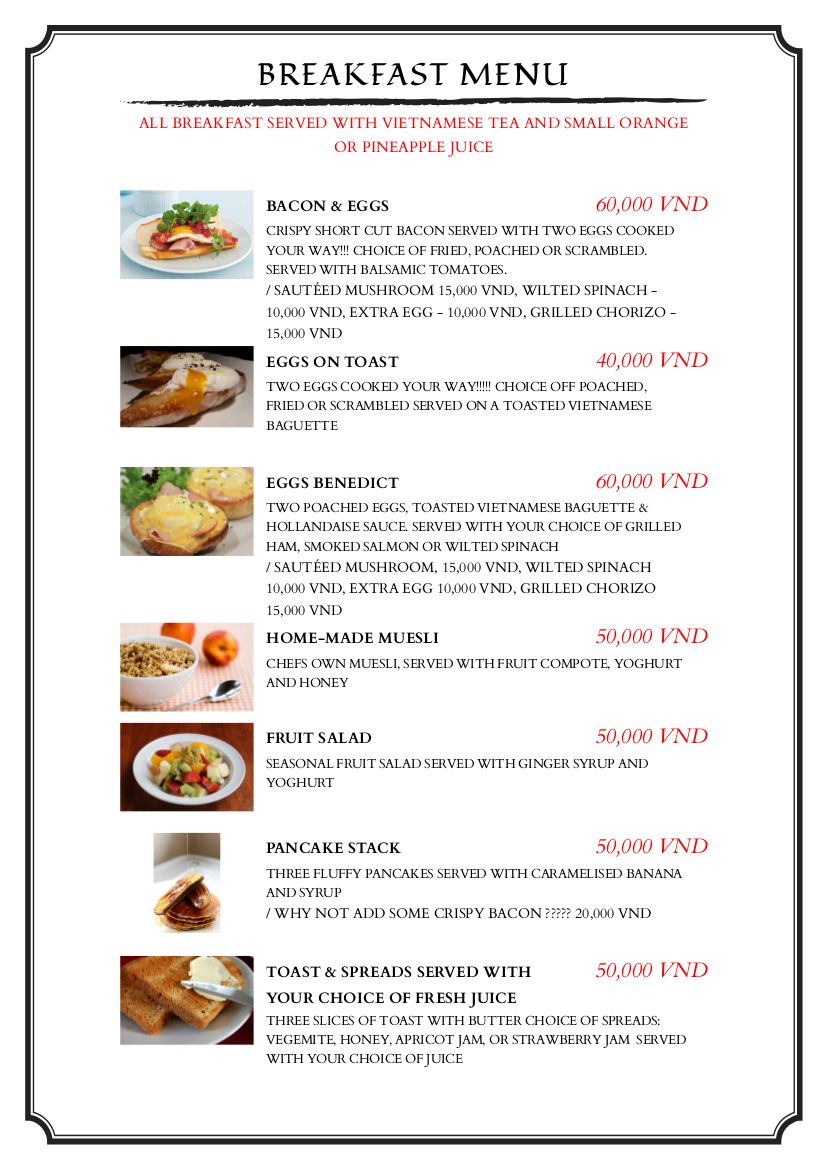 BREAKFAST MENU
ALL BREAKFAST SERVED WITH VIETNAMESE TEA AND SMALL ORANGE
OR PINEAPPLE JUICE
BACON & EGGS 60,000 VND
CRISPY SHORT CUT BACON SERVED WITH TWO EGGS COOKED
YOUR WAY!!! CHOICE OF FRIED, POACHED OR SCRAMBLED.
SERVED WITH BALSAMIC TOMATOES.
/ SAUTÉED MUSHROOM 15,000 VND, WILTED SPINACH -
10,000 VND, EXTRA EGG - 10,000 VND, GRILLED CHORIZO -
15,000 VND
EGGS ON TOAST 40,000 VND
TWO EGGS COOKED YOUR WAY!!!!! CHOICE OFF POACHED,
FRIED OR SCRAMBLED SERVED ON A TOASTED VIETNAMESE
BAGUETTE
EGGS BENEDICT 60,000 VND
TWO POACHED EGGS, TOASTED VIETNAMESE BAGUETTE &
HOLLANDAISE SAUCE. SERVED WITH YOUR CHOICE OF GRILLED
HAM, SMOKED SALMON OR WILTED SPINACH
/ SAUTÉED MUSHROOM, 15,000 VND, WILTED SPINACH
10,000 VND, EXTRA EGG 10,000 VND, GRILLED CHORIZO
15,000 VND
HOME-MADE MUESLI 50,000 VND
CHEFS OWN MUESLI, SERVED WITH FRUIT COMPOTE, YOGHURT
AND HONEY
FRUIT SALAD 50,000 VND
SEASONAL FRUIT SALAD SERVED WITH GINGER SYRUP AND
YOGHURT
PANCAKE STACK 50,000 VND
THREE FLUFFY PANCAKES SERVED WITH CARAMELISED BANANA
AND SYRUP
/ WHY NOT ADD SOME CRISPY BACON ????? 20,000 VND
TOAST & SPREADS SERVED WITH 50,000 VND
YOUR CHOICE OF FRESH JUICE
THREE SLICES OF TOAST WITH BUTTER CHOICE OF SPREADS:
VEGEMITE, HONEY, APRICOT JAM, OR STRAWBERRY JAM SERVED
WITH YOUR CHOICE OF JUICE